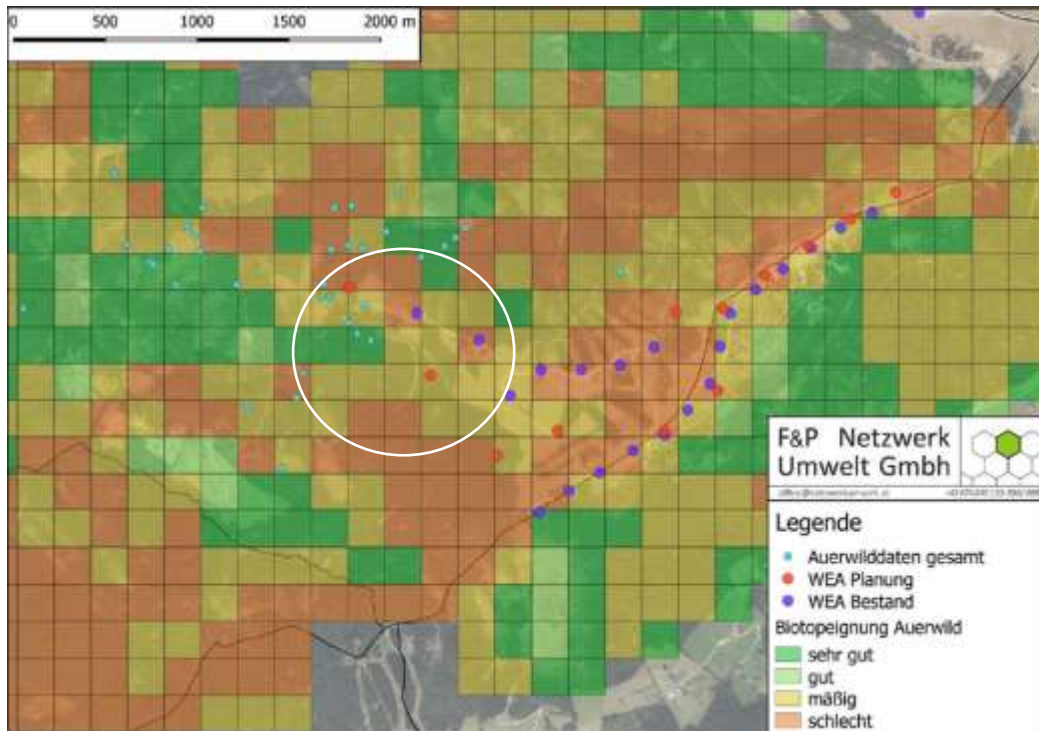 0 500 1000 1500 2000 m
F&P Netzwerk
Umwelt Gmbh
Legende
Auerwilddaten gesamt
WEA Planung
WEA Bestand
Biotopeignung Auerwild
sehr gut
gut
mäßig
schlecht